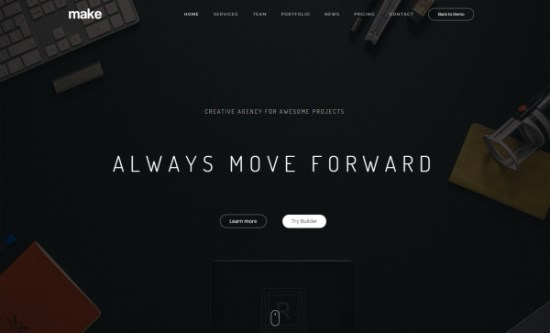 make
HOME SERVICES TEAM PORTFOLIO NEWS PRICING CONTACT Back to Demo
CREATIVE AGENCY FOR AWESOME PROJECTS
ALWAYS MOVE FORWARD
Learn more Try Builder
R